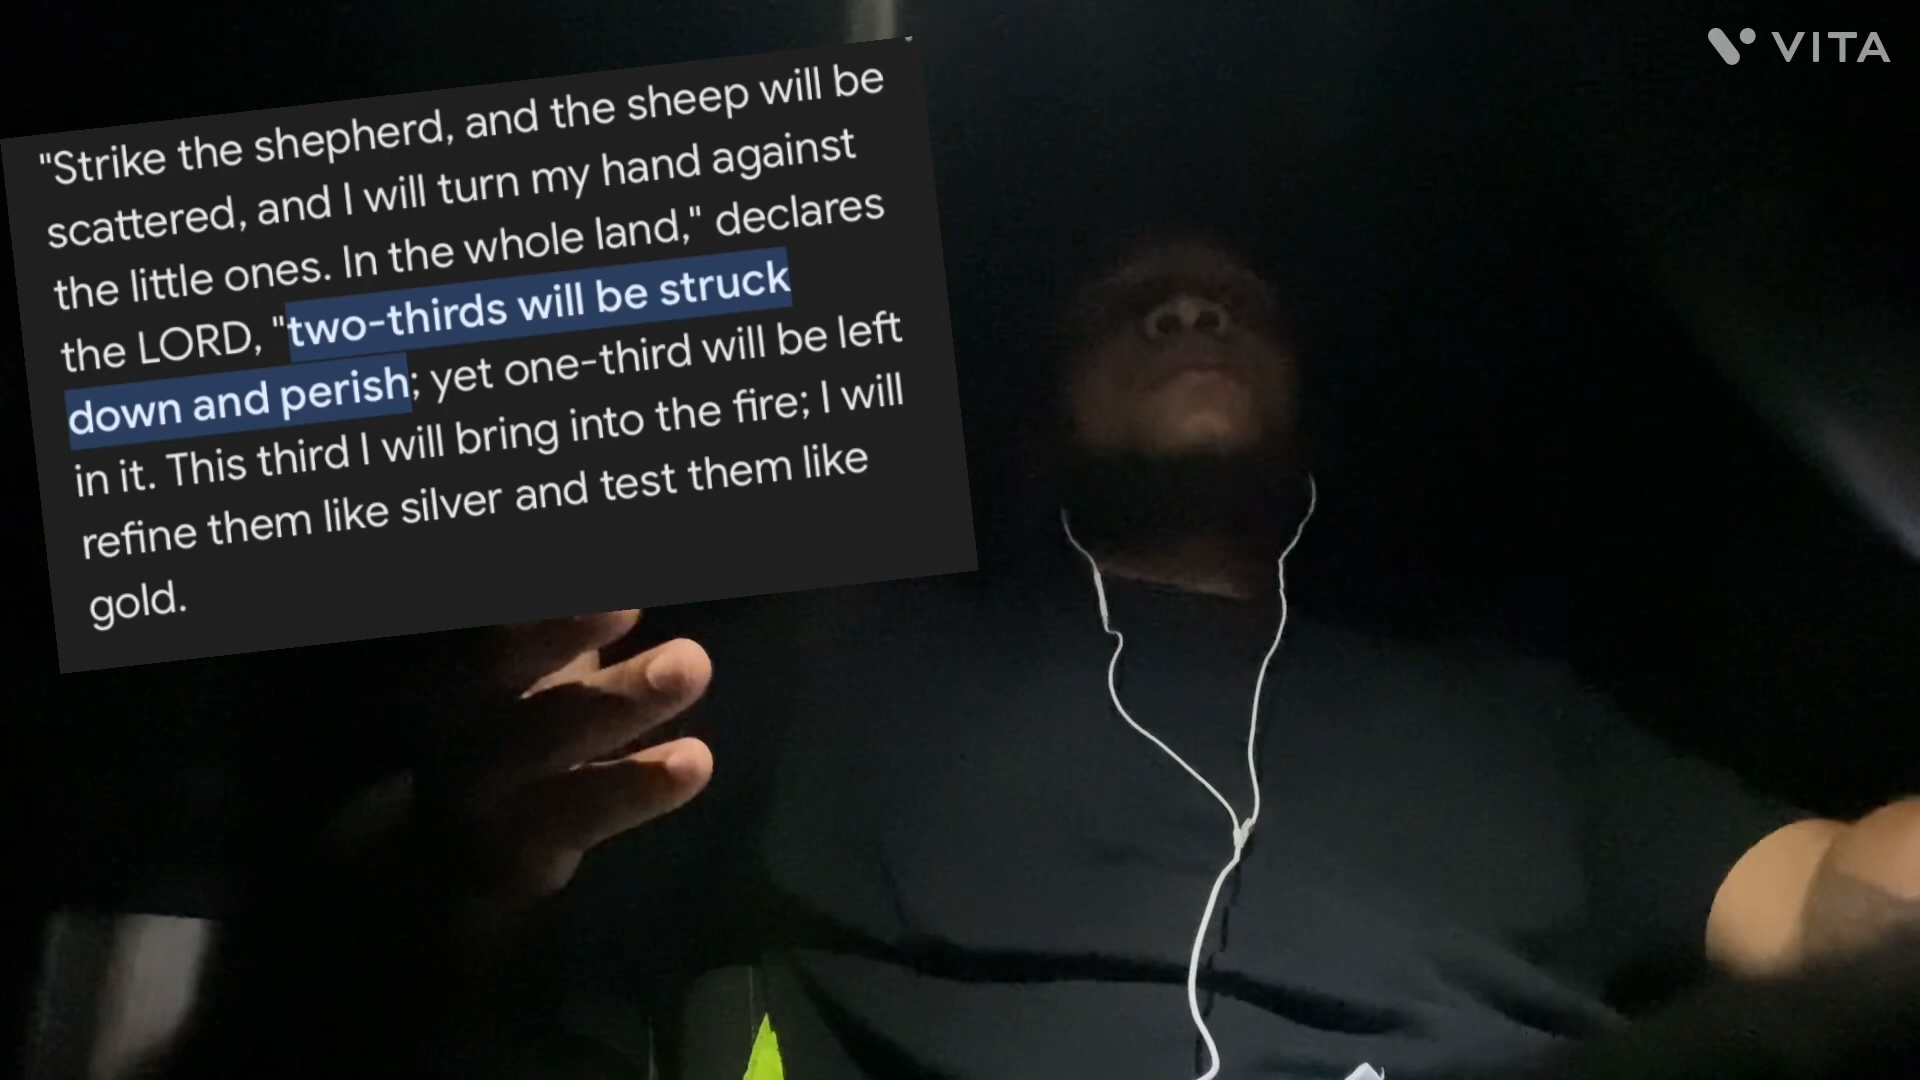 VITA
"Strike the shepherd, and the sheep will be
scattered, and I will turn my hand against
the little ones. In the whole land," declares
the LORD, "two-thirds will be struck
down and perish; yet one-third will be left
in it. This third I will bring into the fire; I will
refine them like silver and test them like
gold.